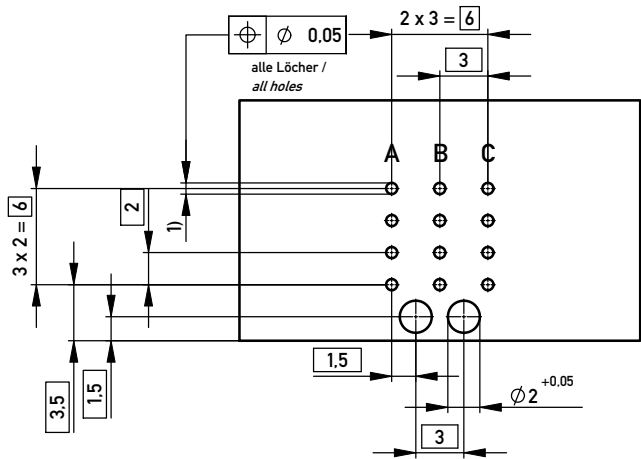 2 x 3 = 6
⌖ Ø 0,05
alle Löcher /
all holes
3
A B C
3 x 2 = 6
2
1)
3,5
1,5
1,5
Ø2 +0,05
3